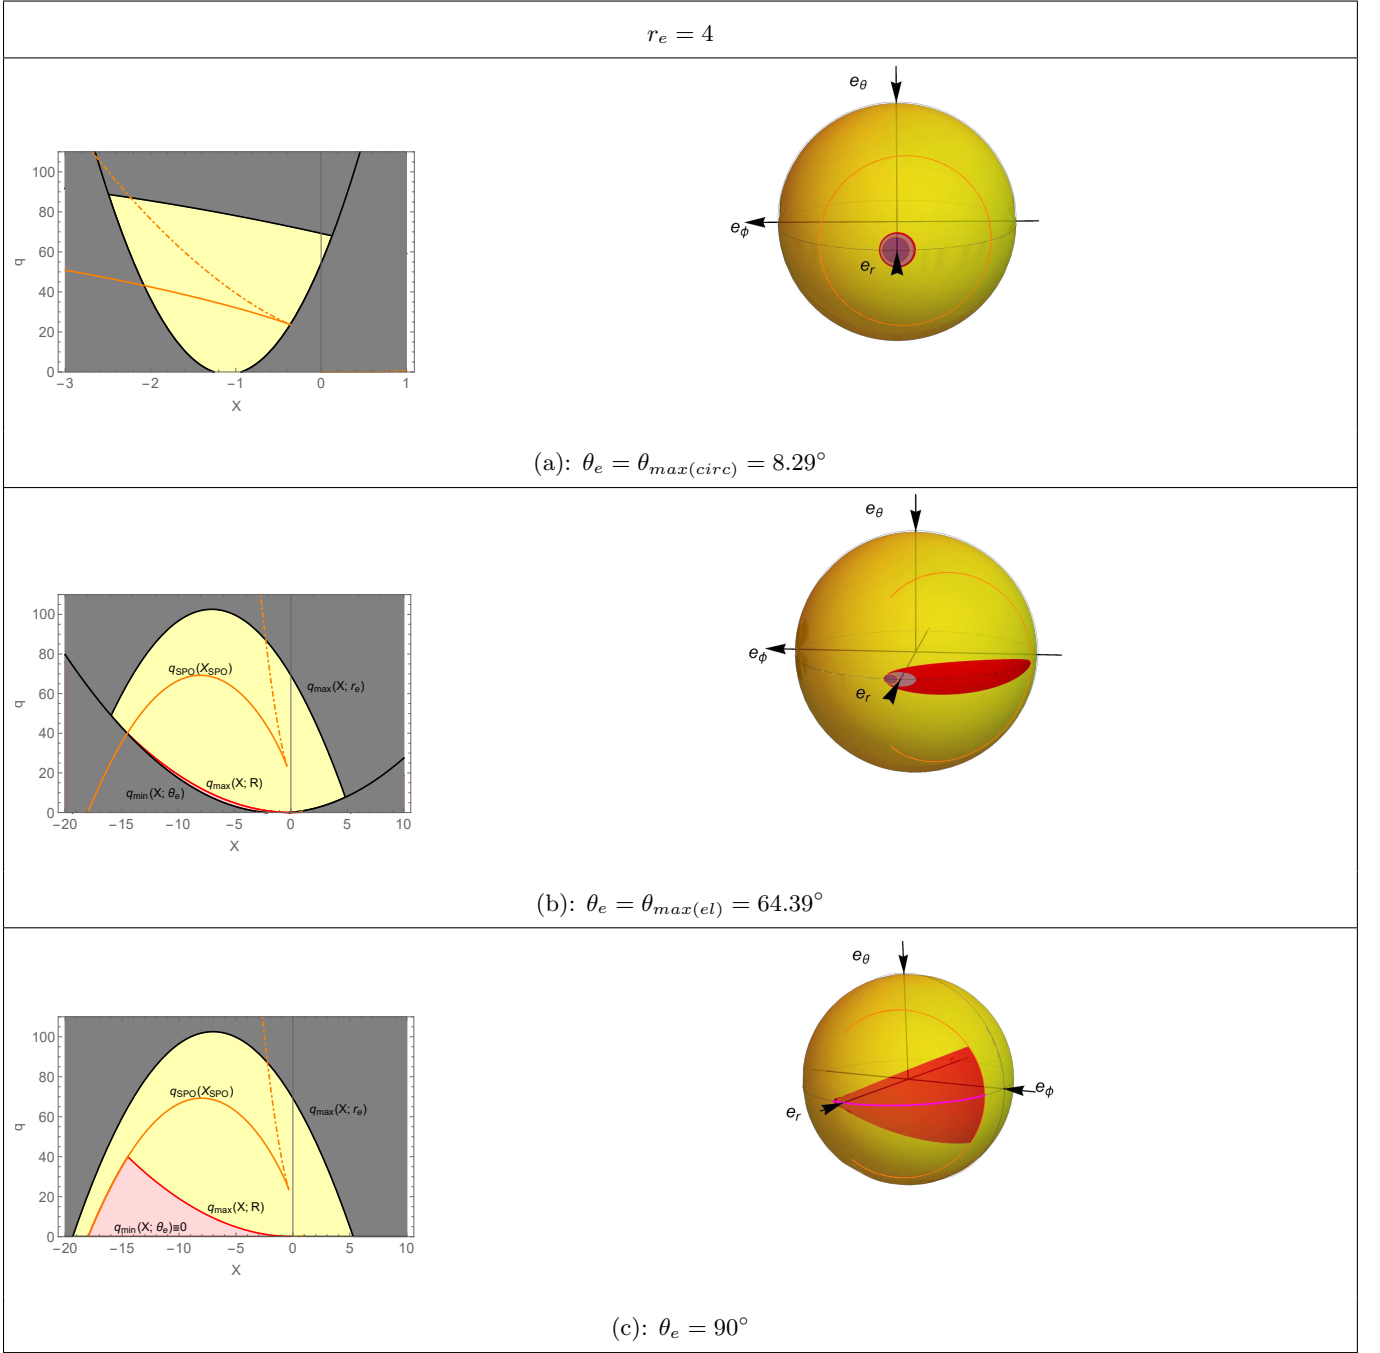 r_e = 4
e_θ
e_ϕ
e_r
100
80
60
40
20
0
q
−3 −2 −1 0 1
X
(a): θ_e = θ_max(circ) = 8.29°
e_θ
e_ϕ
e_r
100
80
60
40
20
0
q
q_SPO(X_SPO)
q_max(X; r_e)
q_max(X; R)
q_min(X; θ_e)
−20 −15 −10 −5 0 5 10
X
(b): θ_e = θ_max(el) = 64.39°
e_θ
e_ϕ
e_r
100
80
60
40
20
0
q
q_SPO(X_SPO)
q_max(X; r_e)
q_max(X; R)
q_min(X; θ_e)≡0
−20 −15 −10 −5 0 5 10
X
(c): θ_e = 90°